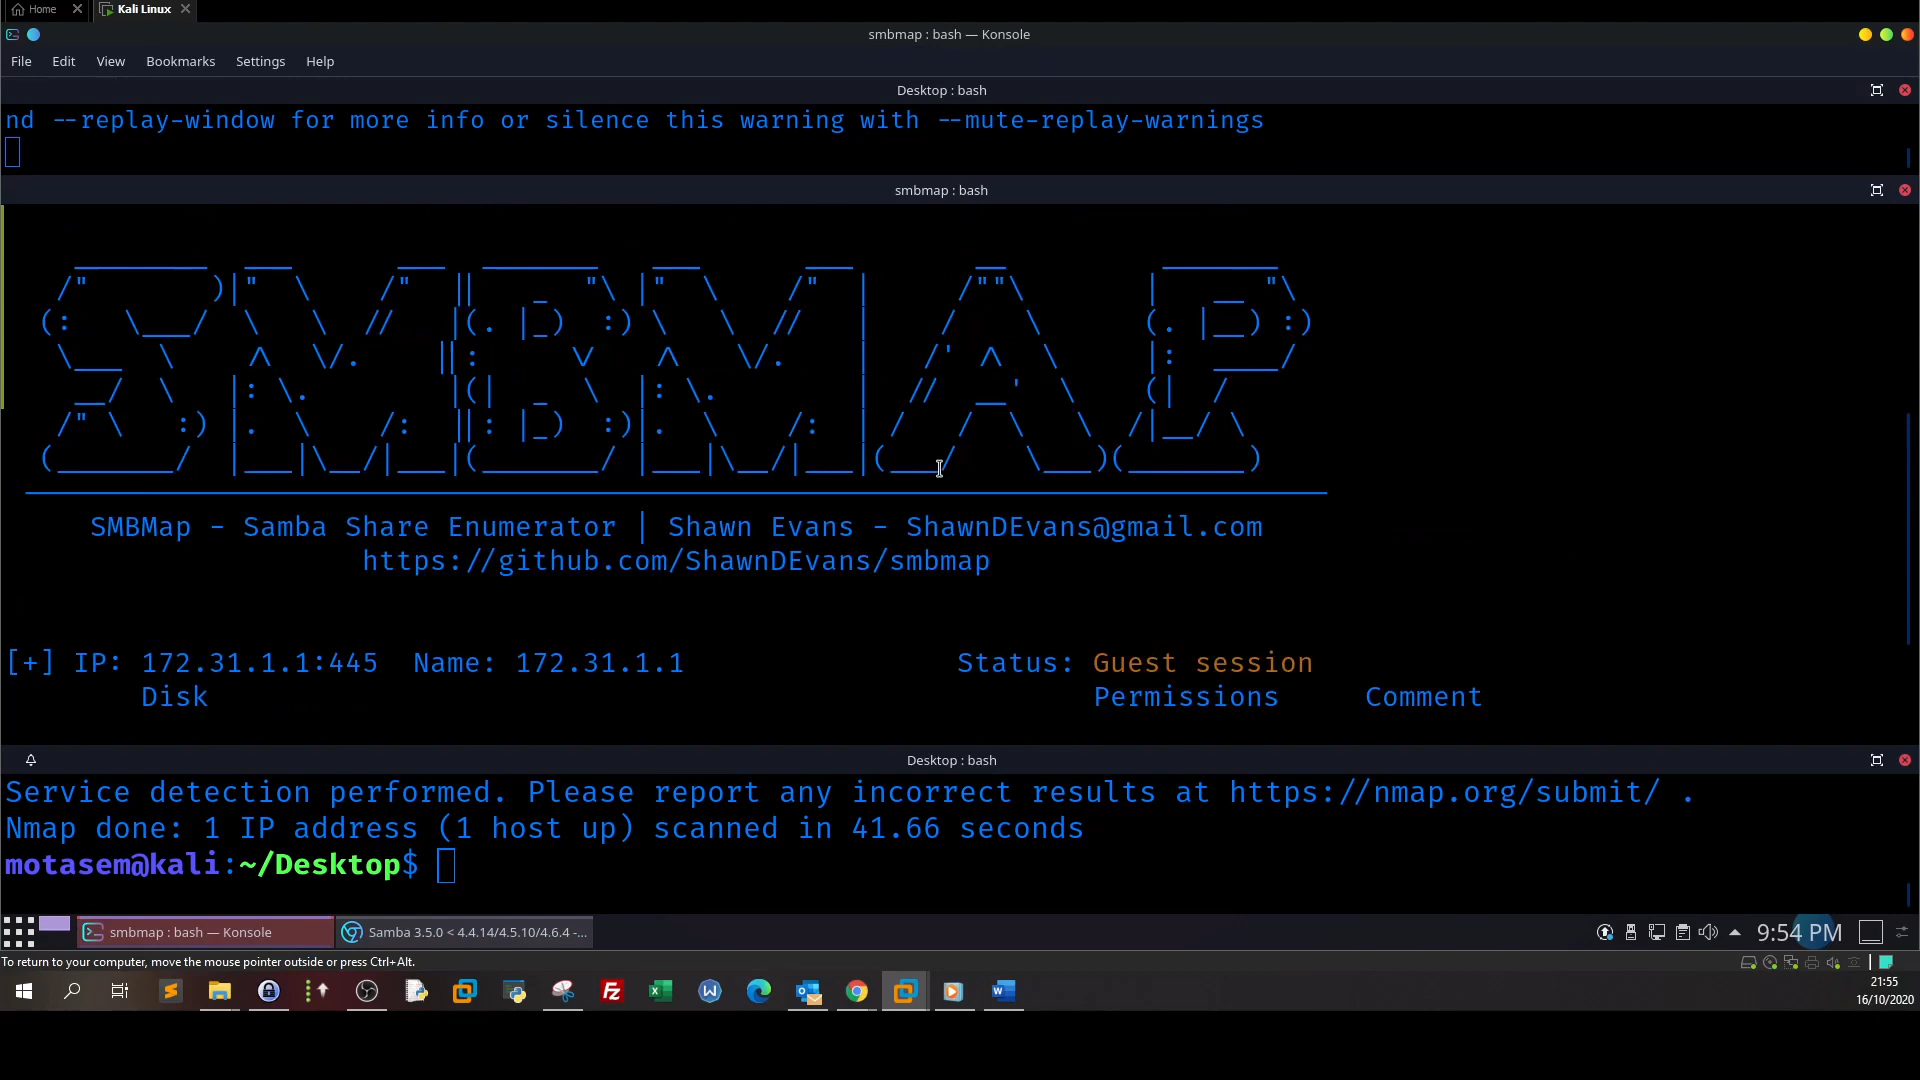 Home
Kali Linux
smbmap : bash — Konsole
File Edit View Bookmarks Settings Help
Desktop : bash
nd --replay-window for more info or silence this warning with --mute-replay-warnings
smbmap : bash
SMBMAP
SMBMap - Samba Share Enumerator | Shawn Evans - ShawnDEvans@gmail.com
https://github.com/ShawnDEvans/smbmap
[+] IP: 172.31.1.1:445 Name: 172.31.1.1 Status: Guest session
Disk Permissions Comment
Desktop : bash
Service detection performed. Please report any incorrect results at https://nmap.org/submit/ .
Nmap done: 1 IP address (1 host up) scanned in 41.66 seconds
motasem@kali:~/Desktop$
smbmap : bash — Konsole
Samba 3.5.0 < 4.4.14/4.5.10/4.6.4 -...
9:54 PM
To return to your computer, move the mouse pointer outside or press Ctrl+Alt.
21:55
16/10/2020